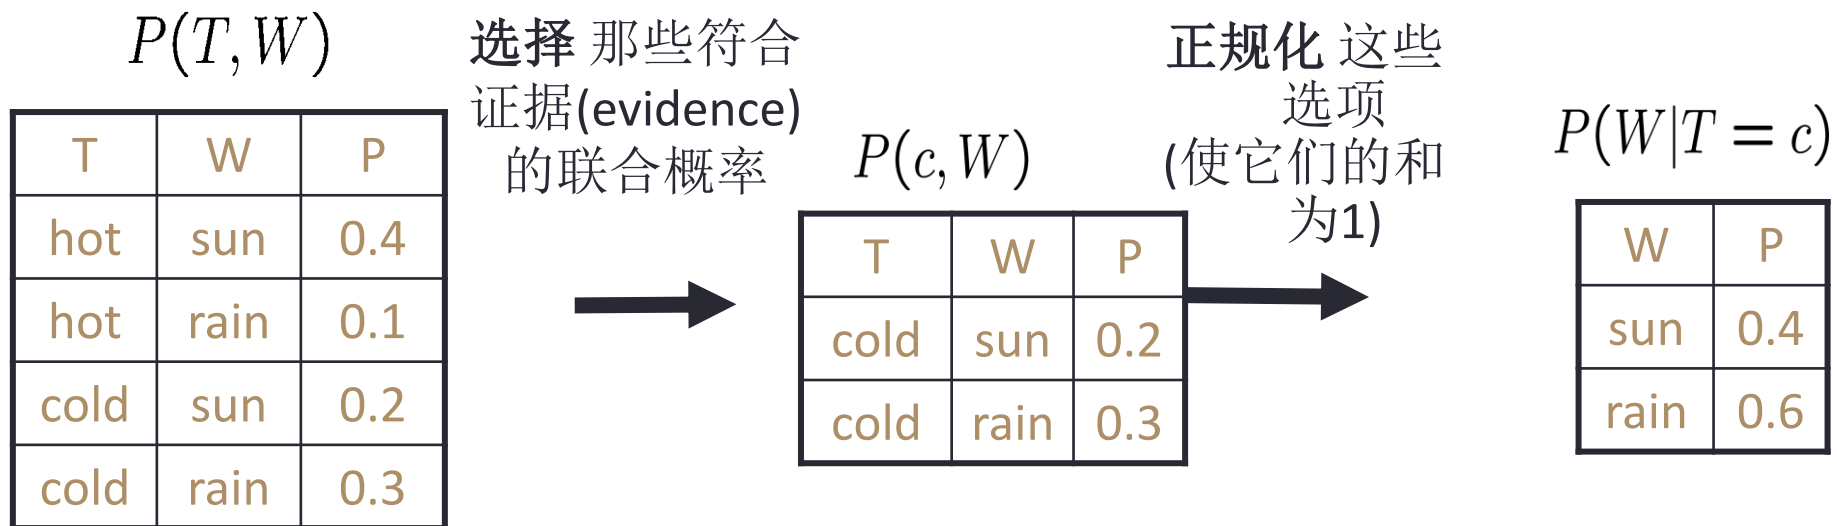 P(T, W)
T W P
hot sun 0.4
hot rain 0.1
cold sun 0.2
cold rain 0.3
选择 那些符合
证据(evidence)
的联合概率
P(c, W)
T W P
cold sun 0.2
cold rain 0.3
正规化 这些
选项
(使它们的和
为1)
P(W|T = c)
W P
sun 0.4
rain 0.6